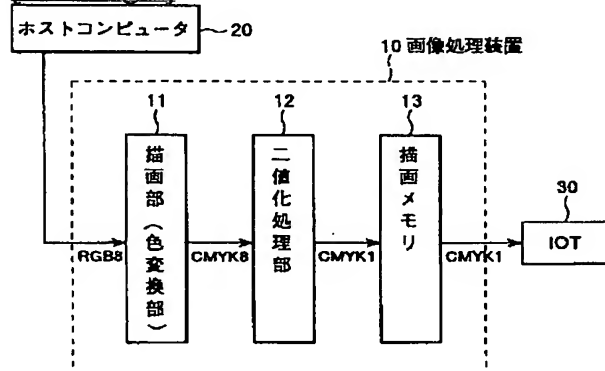 ホストコンピュータ
20
10 画像処理装置
11
12
13
描画部(色変換部)
二値化処理部
描画メモリ
30
IOT
RGB8
CMYK8
CMYK1
CMYK1